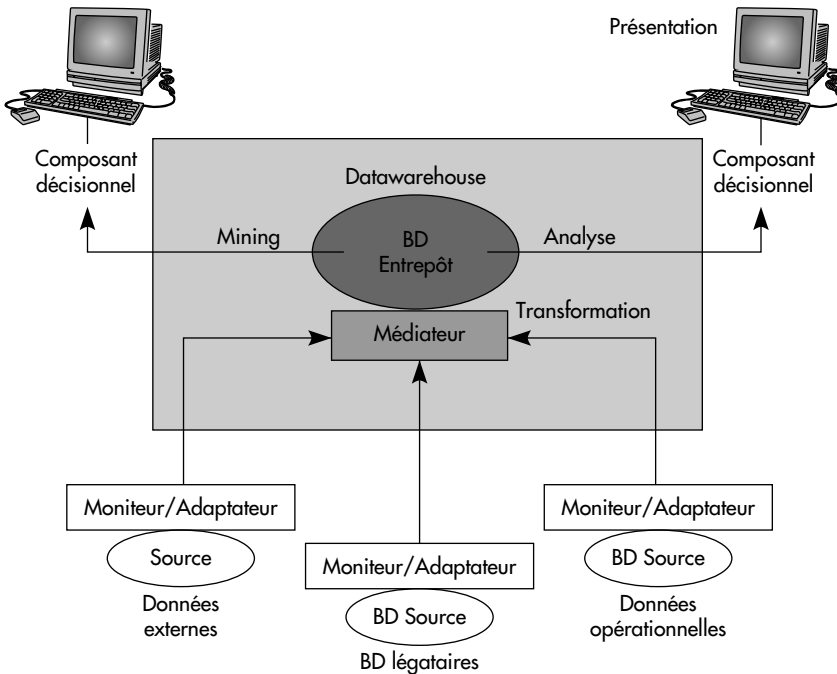 Présentation
Composant
décisionnel
Composant
décisionnel
Datawarehouse
Mining
BD
Entrepôt
Analyse
Transformation
Médiateur
Moniteur/Adaptateur
Source
Données
externes
Moniteur/Adaptateur
BD Source
BD légataires
Moniteur/Adaptateur
BD Source
Données
opérationnelles